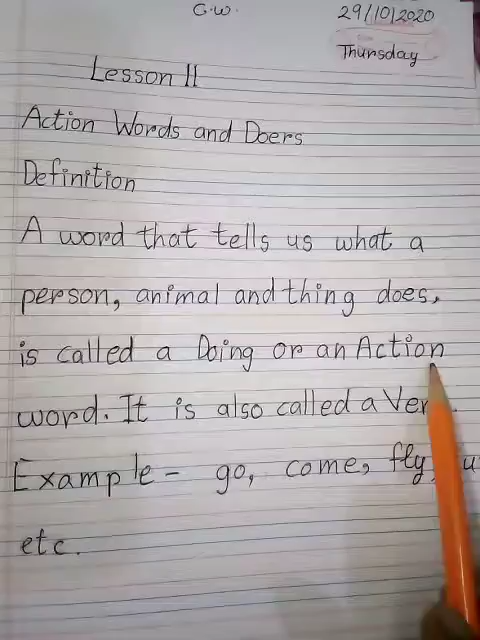 C.W.
29/10/2020
Thursday
Lesson 11
Action Words and Doers
Definition
A word that tells us what a
person, animal and thing does,
is called a Doing or an Action
word. It is also called a
Example - go, come, fly,
etc.